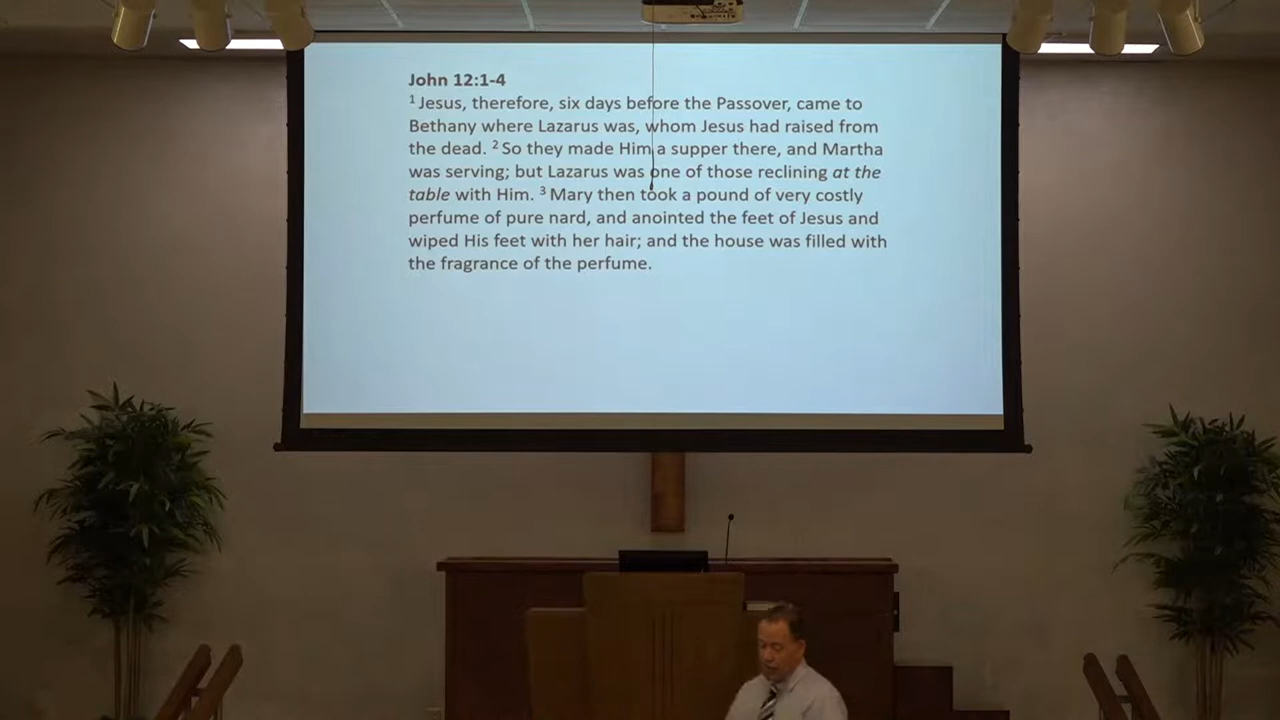 John 12:1-4
1 Jesus, therefore, six days before the Passover, came to
Bethany where Lazarus was, whom Jesus had raised from
the dead. 2 So they made Him a supper there, and Martha
was serving; but Lazarus was one of those reclining at the
table with Him. 3 Mary then took a pound of very costly
perfume of pure nard, and anointed the feet of Jesus and
wiped His feet with her hair; and the house was filled with
the fragrance of the perfume.